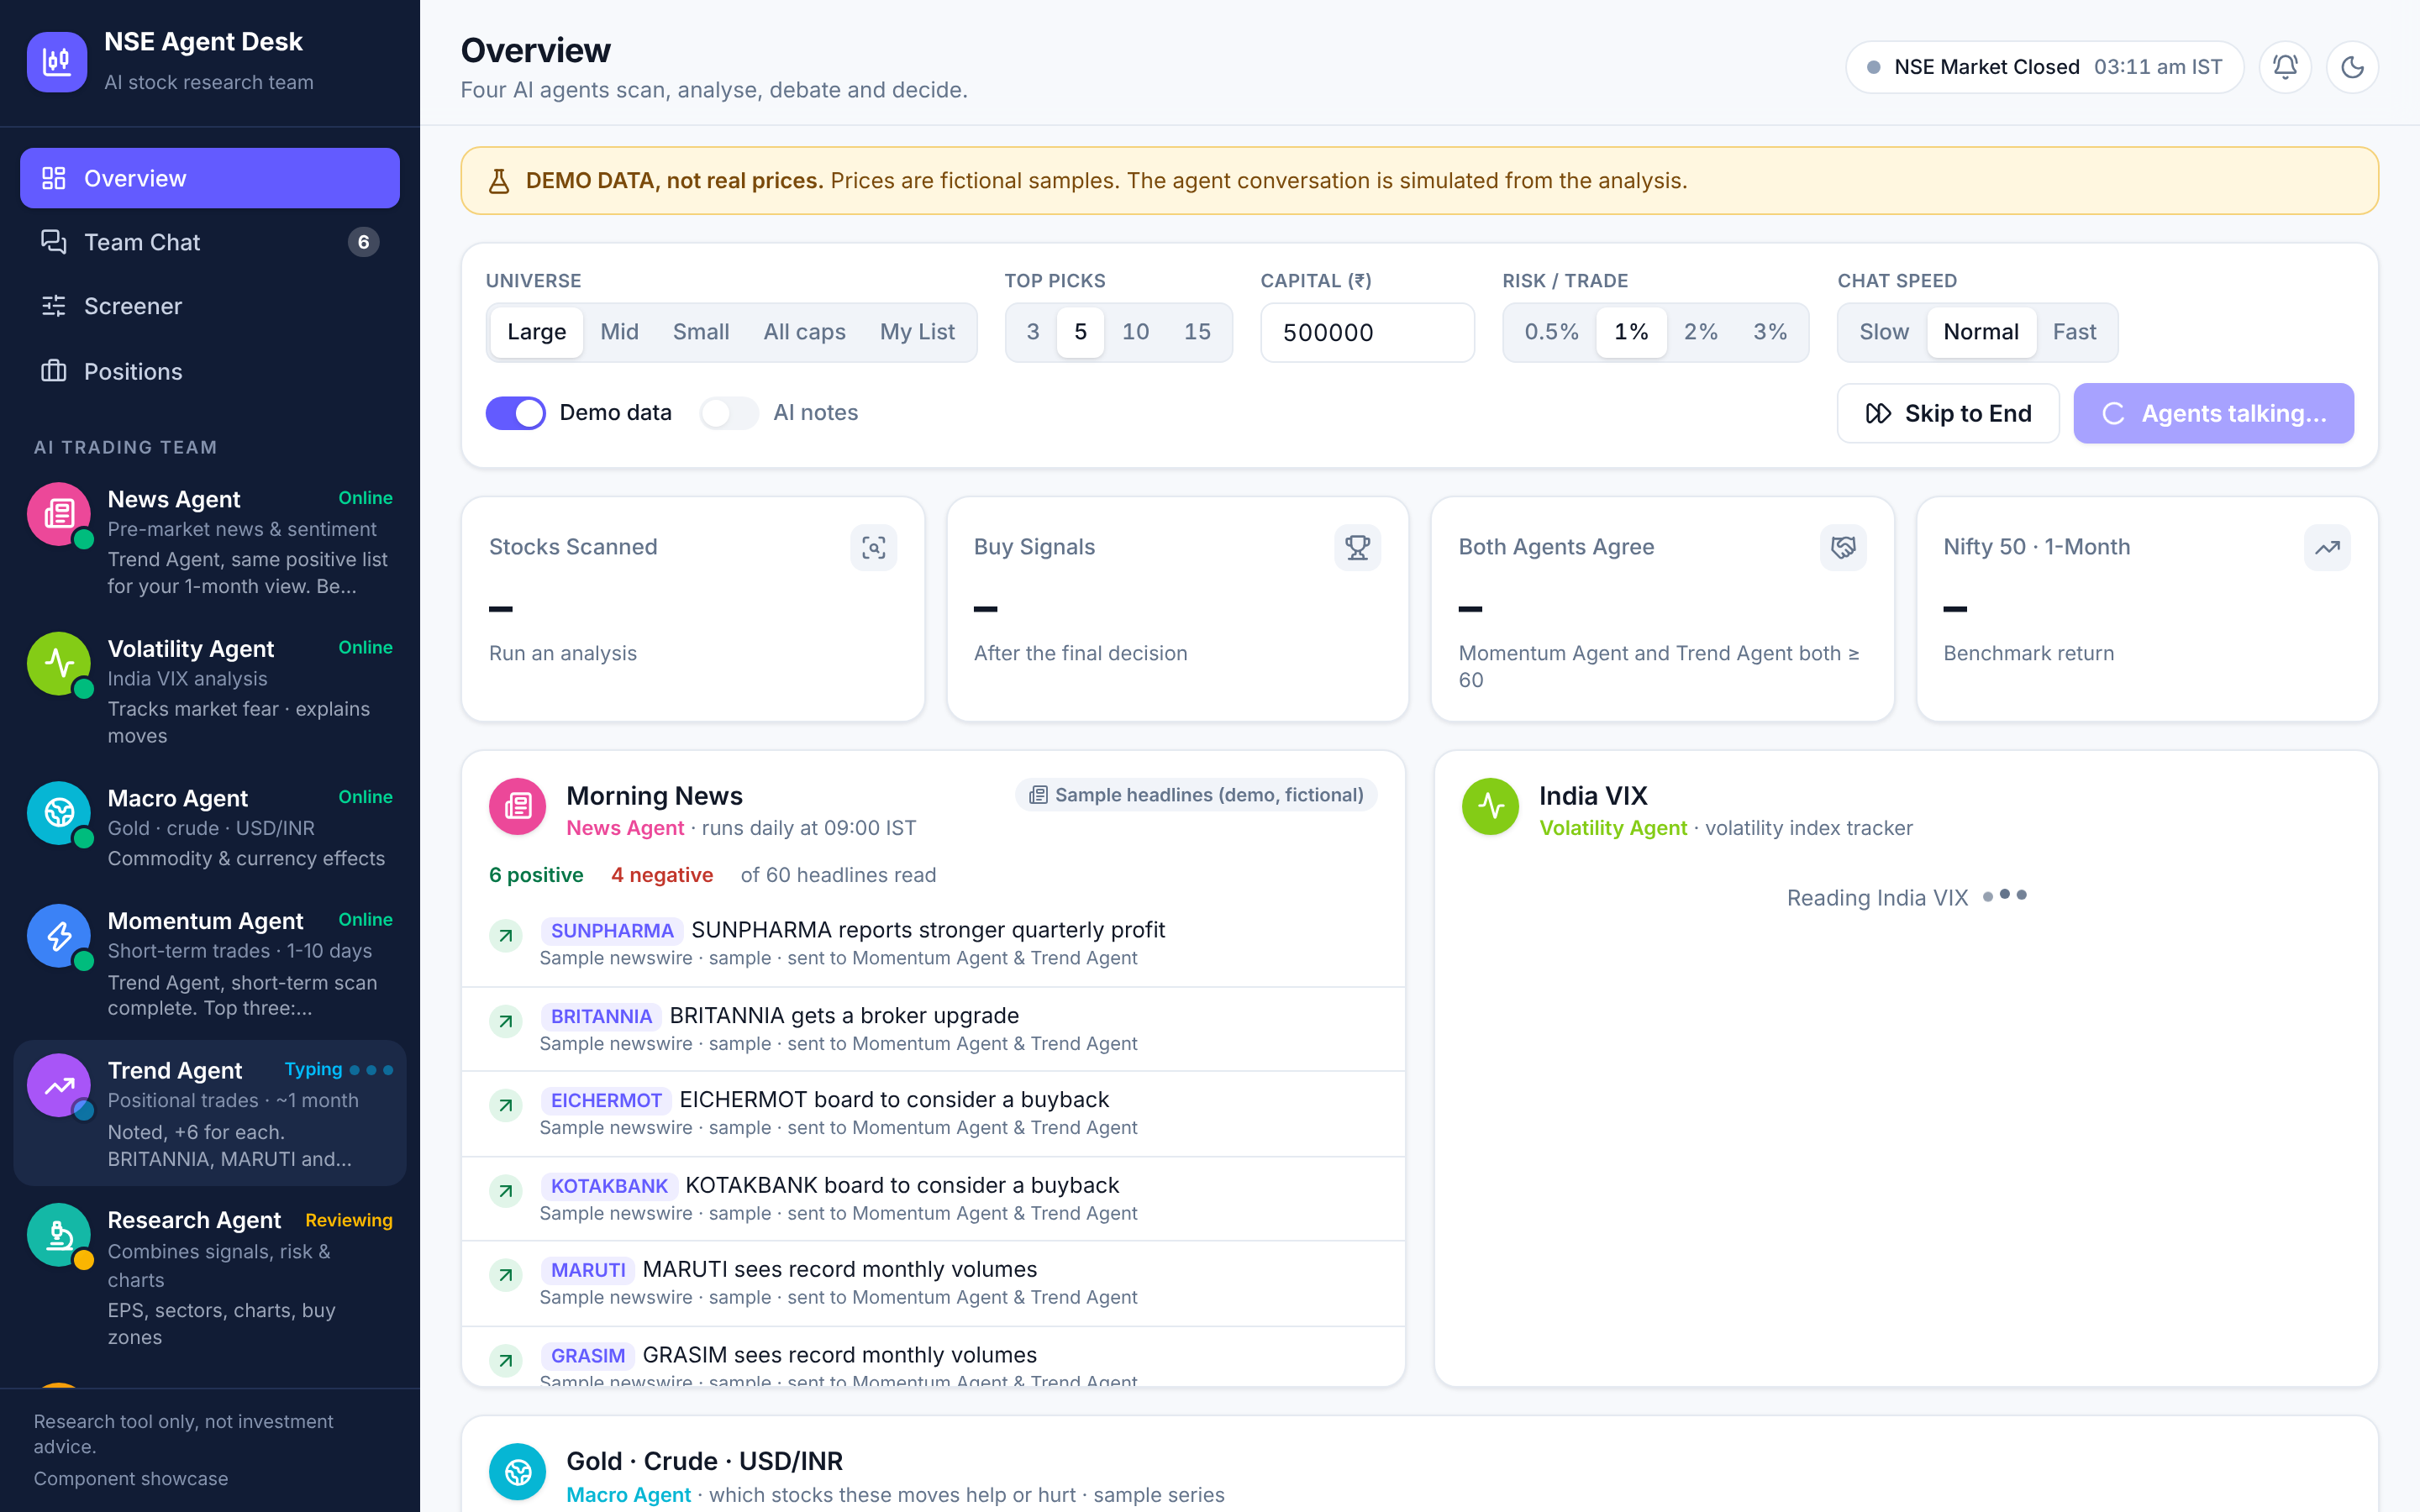 NSE Agent Desk
AI stock research team
Overview
Team Chat 6
Screener
Positions
AI TRADING TEAM
News Agent Online
Pre-market news & sentiment
Trend Agent, same positive list
for your 1-month view. Be...
Volatility Agent Online
India VIX analysis
Tracks market fear · explains
moves
Macro Agent Online
Gold · crude · USD/INR
Commodity & currency effects
Momentum Agent Online
Short-term trades · 1-10 days
Trend Agent, short-term scan
complete. Top three:...
Trend Agent Typing
Positional trades · ~1 month
Noted, +6 for each.
BRITANNIA, MARUTI and...
Research Agent Reviewing
Combines signals, risk &
charts
EPS, sectors, charts, buy
zones
Research tool only, not investment
advice.
Component showcase
Overview
Four AI agents scan, analyse, debate and decide.
NSE Market Closed 03:11 am IST
DEMO DATA, not real prices. Prices are fictional samples. The agent conversation is simulated from the analysis.
UNIVERSE TOP PICKS CAPITAL (₹) RISK / TRADE CHAT SPEED
Large Mid Small All caps My List 3 5 10 15 500000 0.5% 1% 2% 3% Slow Normal Fast
Demo data AI notes Skip to End Agents talking...
Stocks Scanned
–
Run an analysis
Buy Signals
–
After the final decision
Both Agents Agree
–
Momentum Agent and Trend Agent both ≥
60
Nifty 50 · 1-Month
–
Benchmark return
Morning News Sample headlines (demo, fictional)
News Agent · runs daily at 09:00 IST
6 positive 4 negative of 60 headlines read
SUNPHARMA SUNPHARMA reports stronger quarterly profit
Sample newswire · sample · sent to Momentum Agent & Trend Agent
BRITANNIA BRITANNIA gets a broker upgrade
Sample newswire · sample · sent to Momentum Agent & Trend Agent
EICHERMOT EICHERMOT board to consider a buyback
Sample newswire · sample · sent to Momentum Agent & Trend Agent
KOTAKBANK KOTAKBANK board to consider a buyback
Sample newswire · sample · sent to Momentum Agent & Trend Agent
MARUTI MARUTI sees record monthly volumes
Sample newswire · sample · sent to Momentum Agent & Trend Agent
GRASIM GRASIM sees record monthly volumes
Sample newswire · sample · sent to Momentum Agent & Trend Agent
India VIX
Volatility Agent · volatility index tracker
Reading India VIX
Gold · Crude · USD/INR
Macro Agent · which stocks these moves help or hurt · sample series